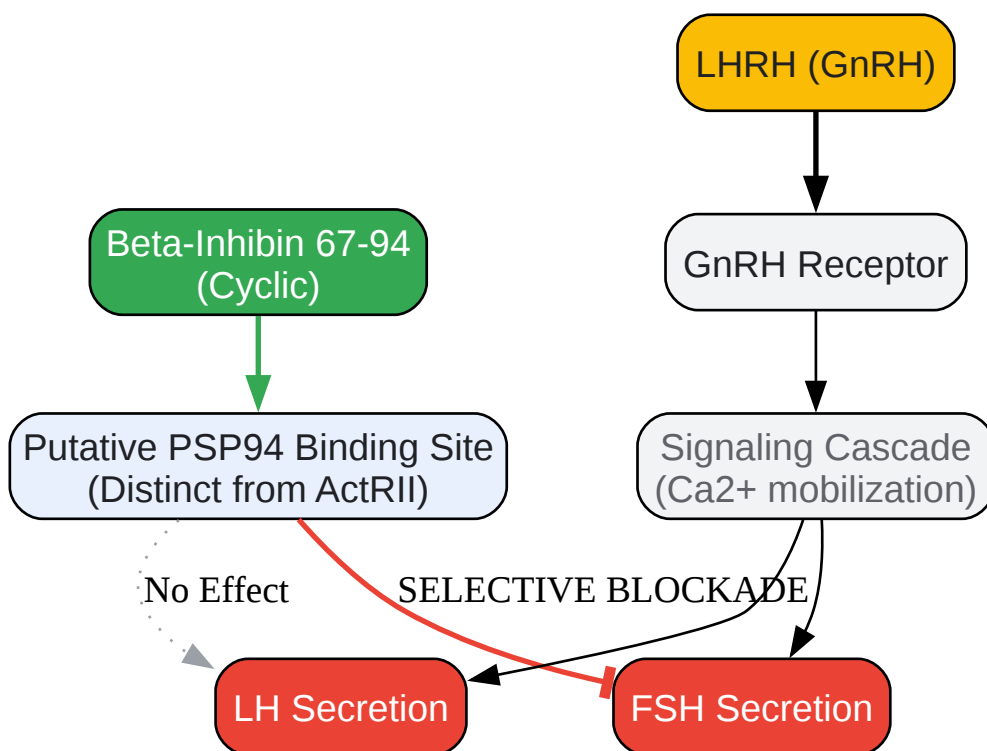 LHRH (GnRH)
Beta-Inhibin 67-94
(Cyclic)
GnRH Receptor
Putative PSP94 Binding Site
(Distinct from ActRII)
Signaling Cascade
(Ca2+ mobilization)
No Effect
SELECTIVE BLOCKADE
LH Secretion
FSH Secretion